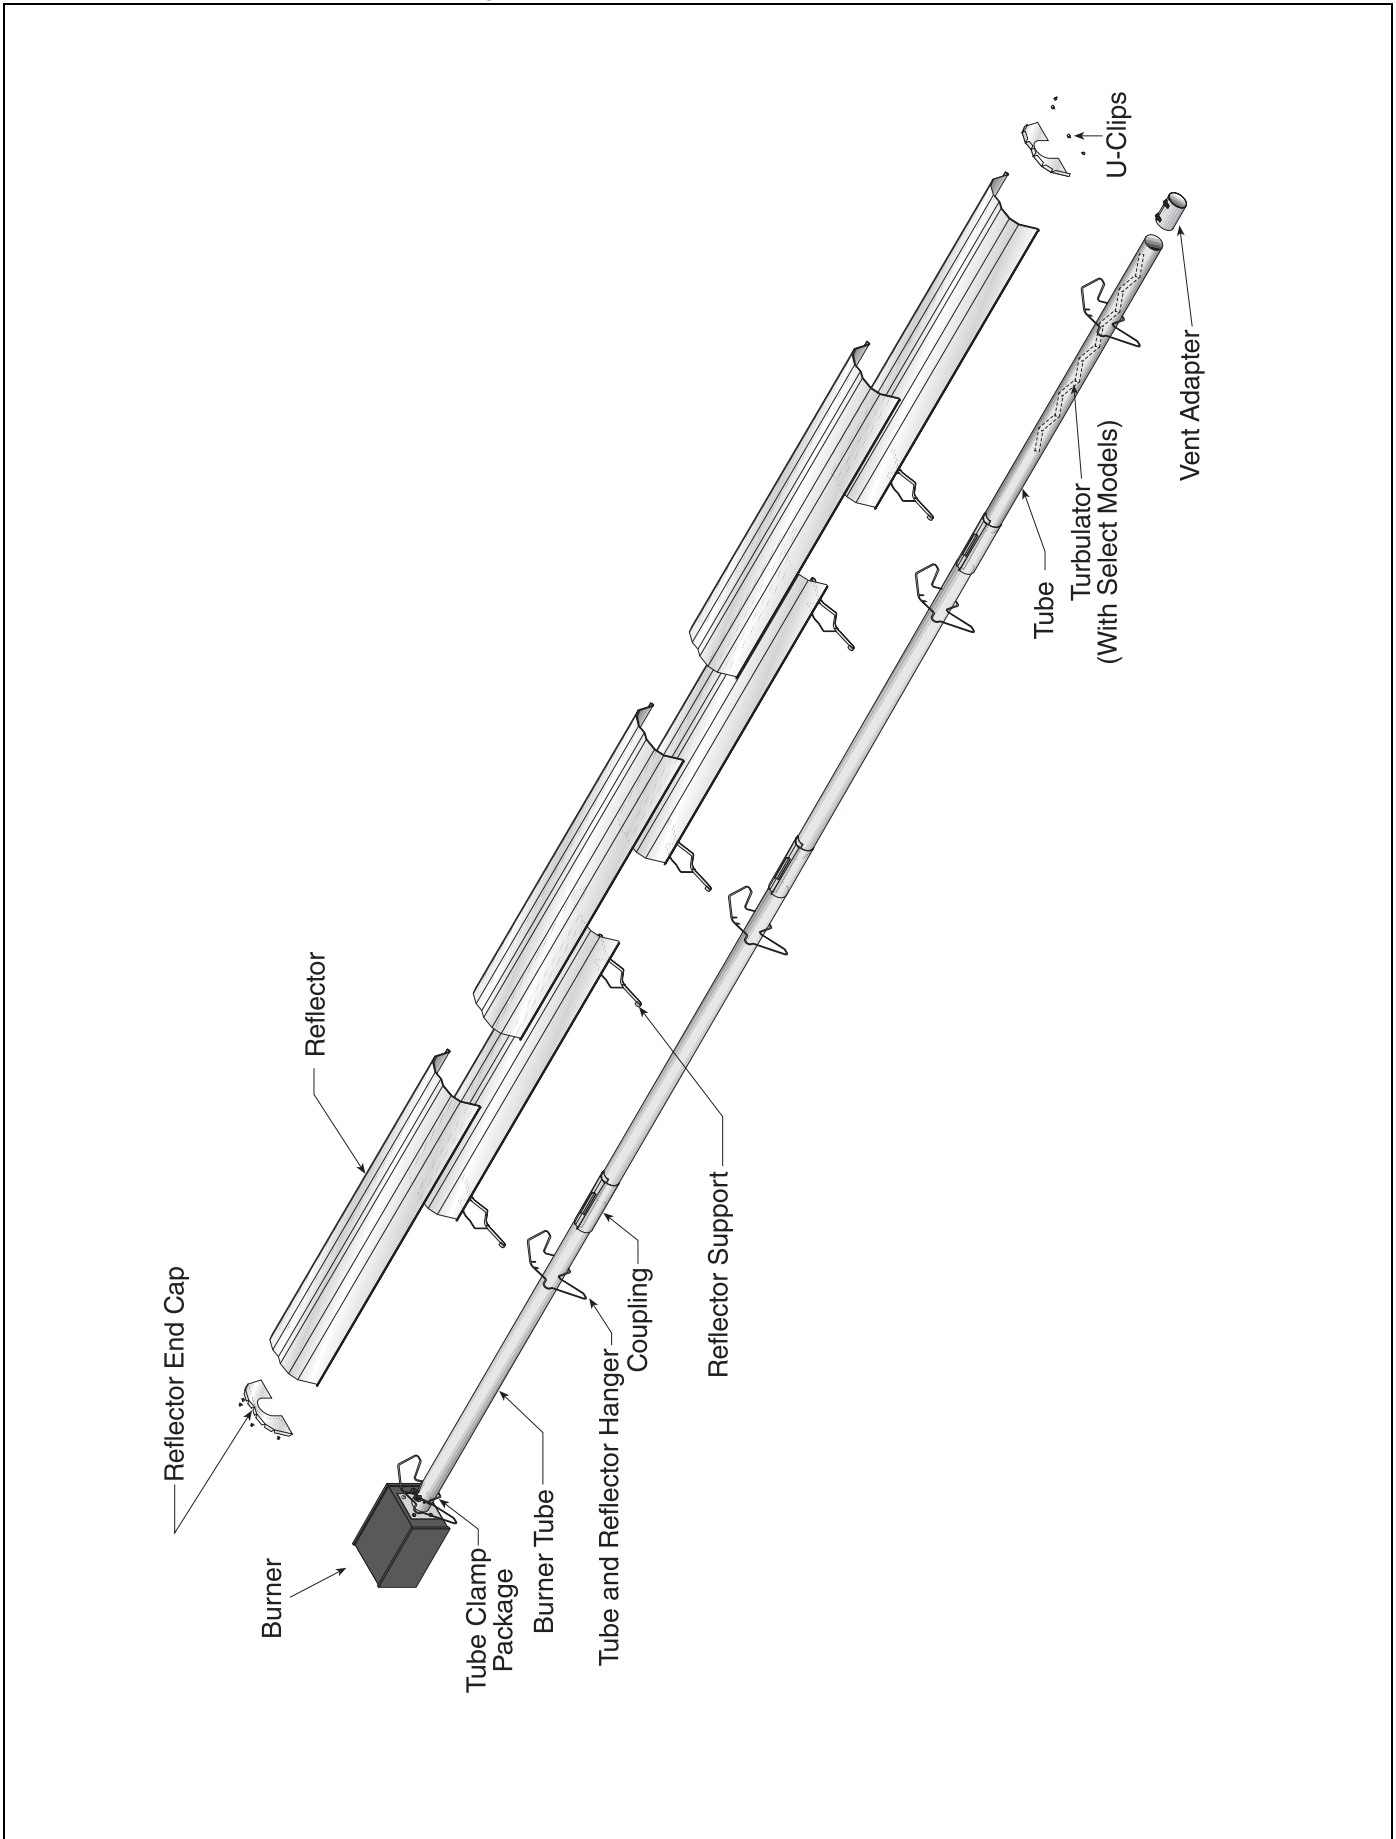 Reflector End Cap
Reflector
Burner
Tube Clamp
Package
Burner Tube
Tube and Reflector Hanger
Coupling
Reflector Support
Tube
Turbulator
(With Select Models)
Vent Adapter
U-Clips